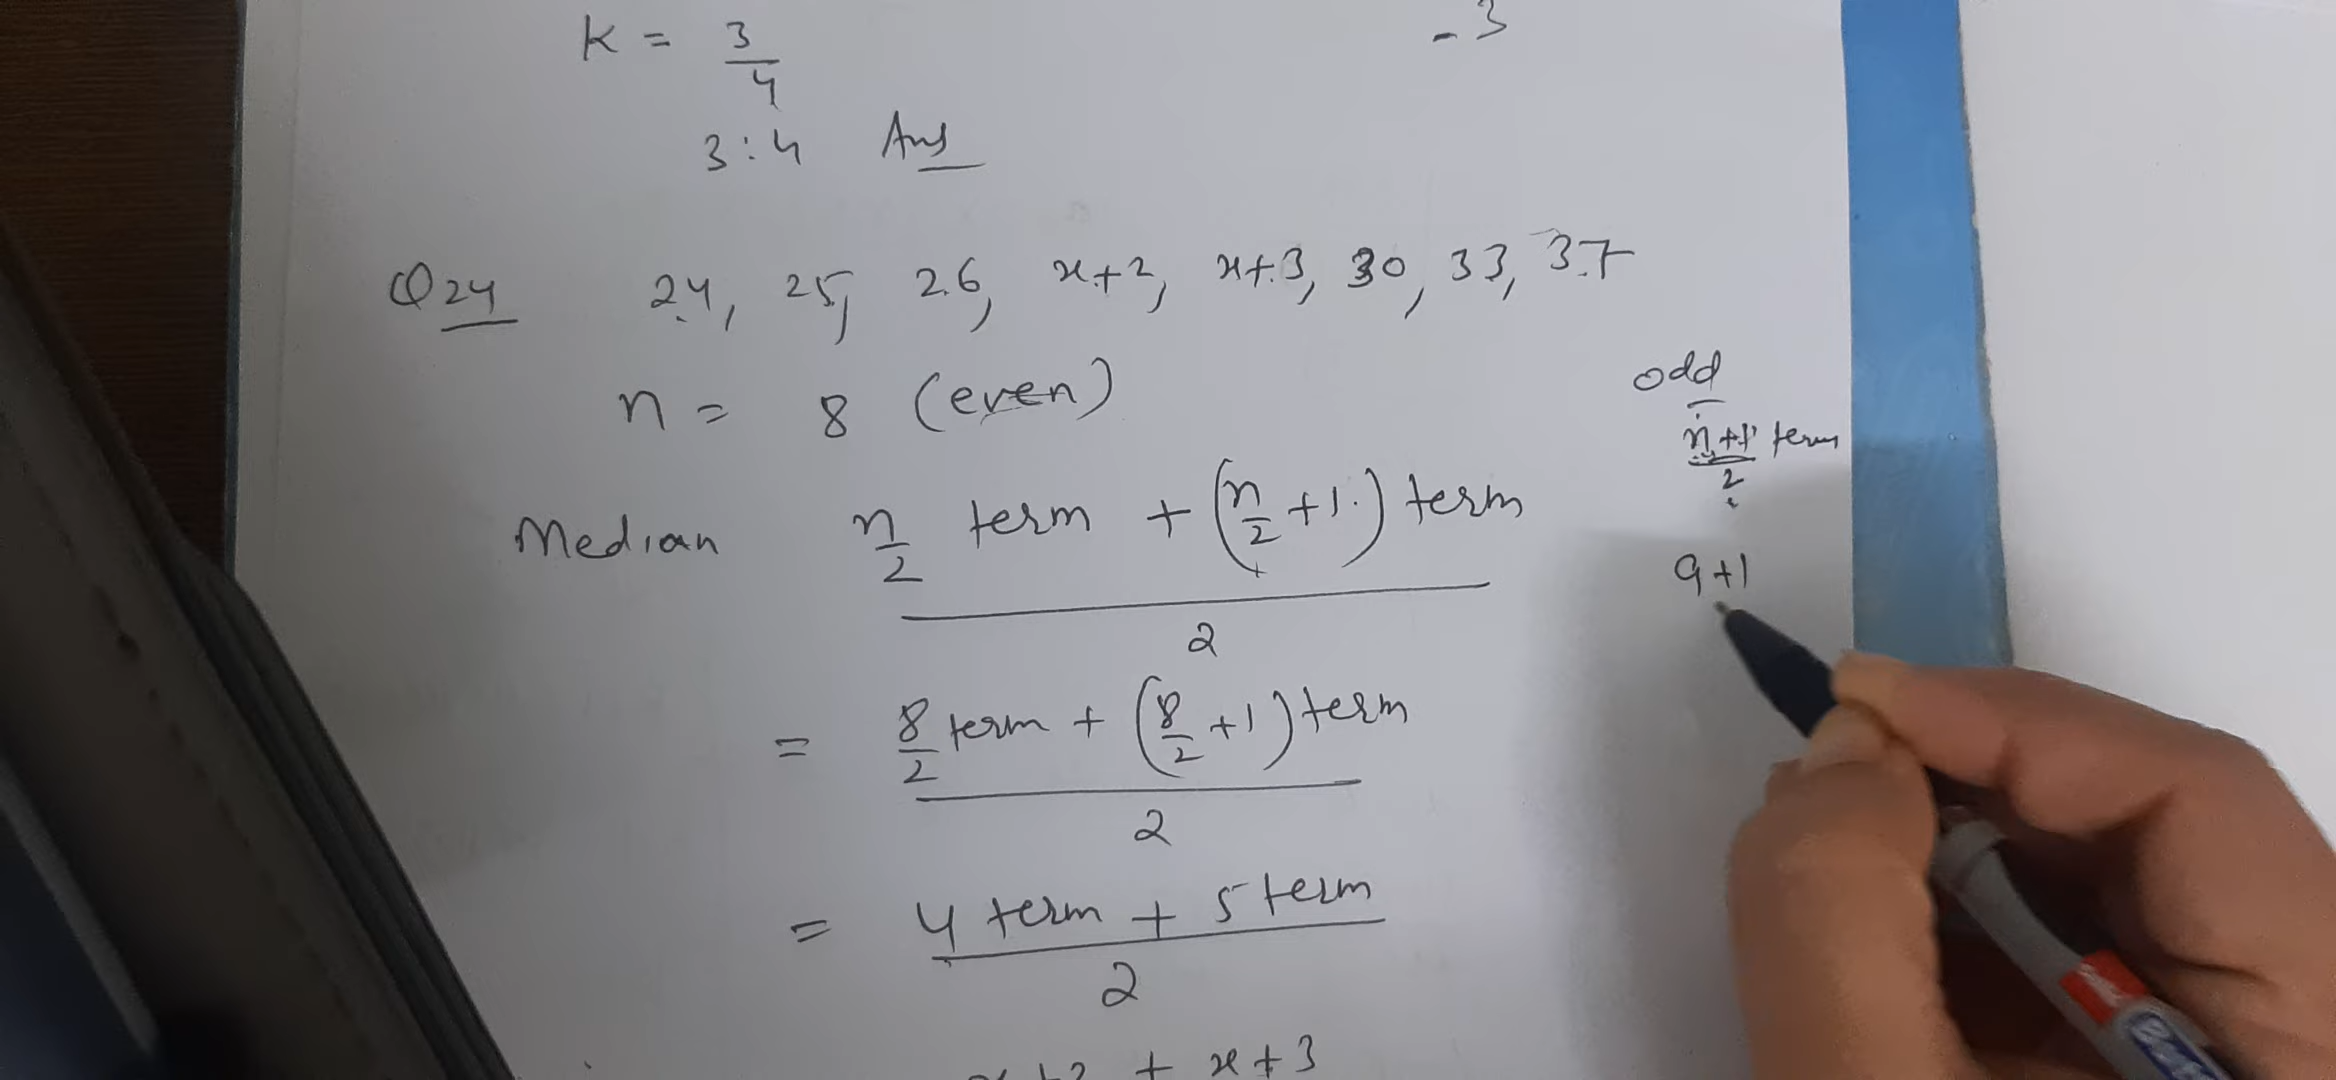 K = 3/4
- 3
3:4 Ans
Q24 24, 25, 26, x+2, x+3, 30, 33, 37
n = 8 (even)
odd
n+1/2 term
Median n/2 term + (n/2 +1) term
2
9+1
= 8/2 term + (8/2 +1) term
2
= 4 term + 5 term
2
x+2 + x+3